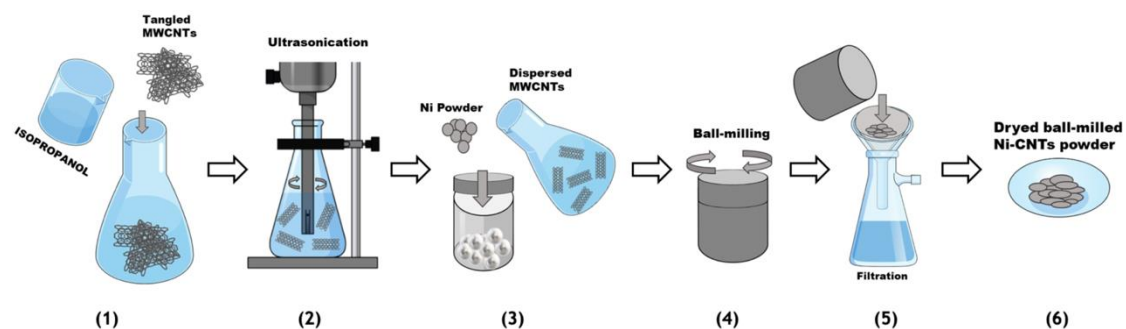 Tangled
MWCNTs
ISOPROPANOL
Ultrasonication
Ni Powder
Dispersed
MWCNTs
Ball-milling
Filtration
Dryed ball-milled
Ni-CNTs powder
(1)
(2)
(3)
(4)
(5)
(6)